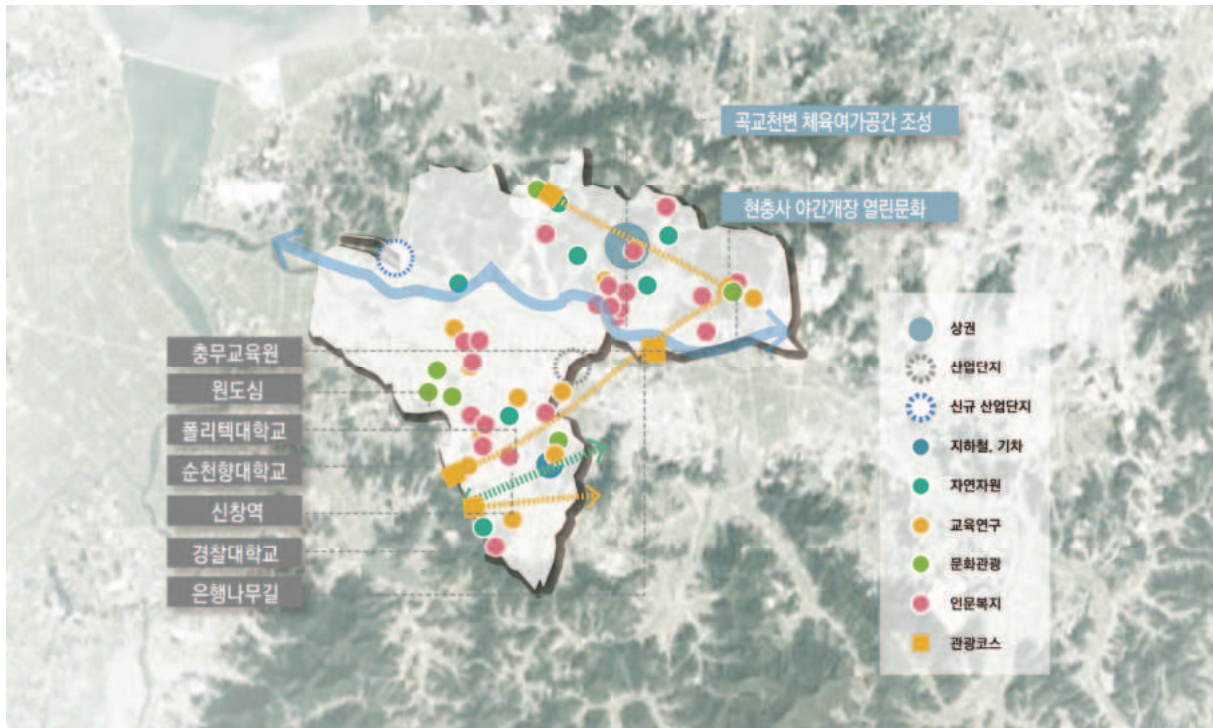 곡교천변 체육여가공간 조성
현충사 야간개장 열린문화
충무교육원
원도심
폴리텍대학교
순천향대학교
신창역
경찰대학교
은행나무길
상권
산업단지
신규 산업단지
지하철, 기차
자연자원
교육연구
문화관광
인문복지
관광코스